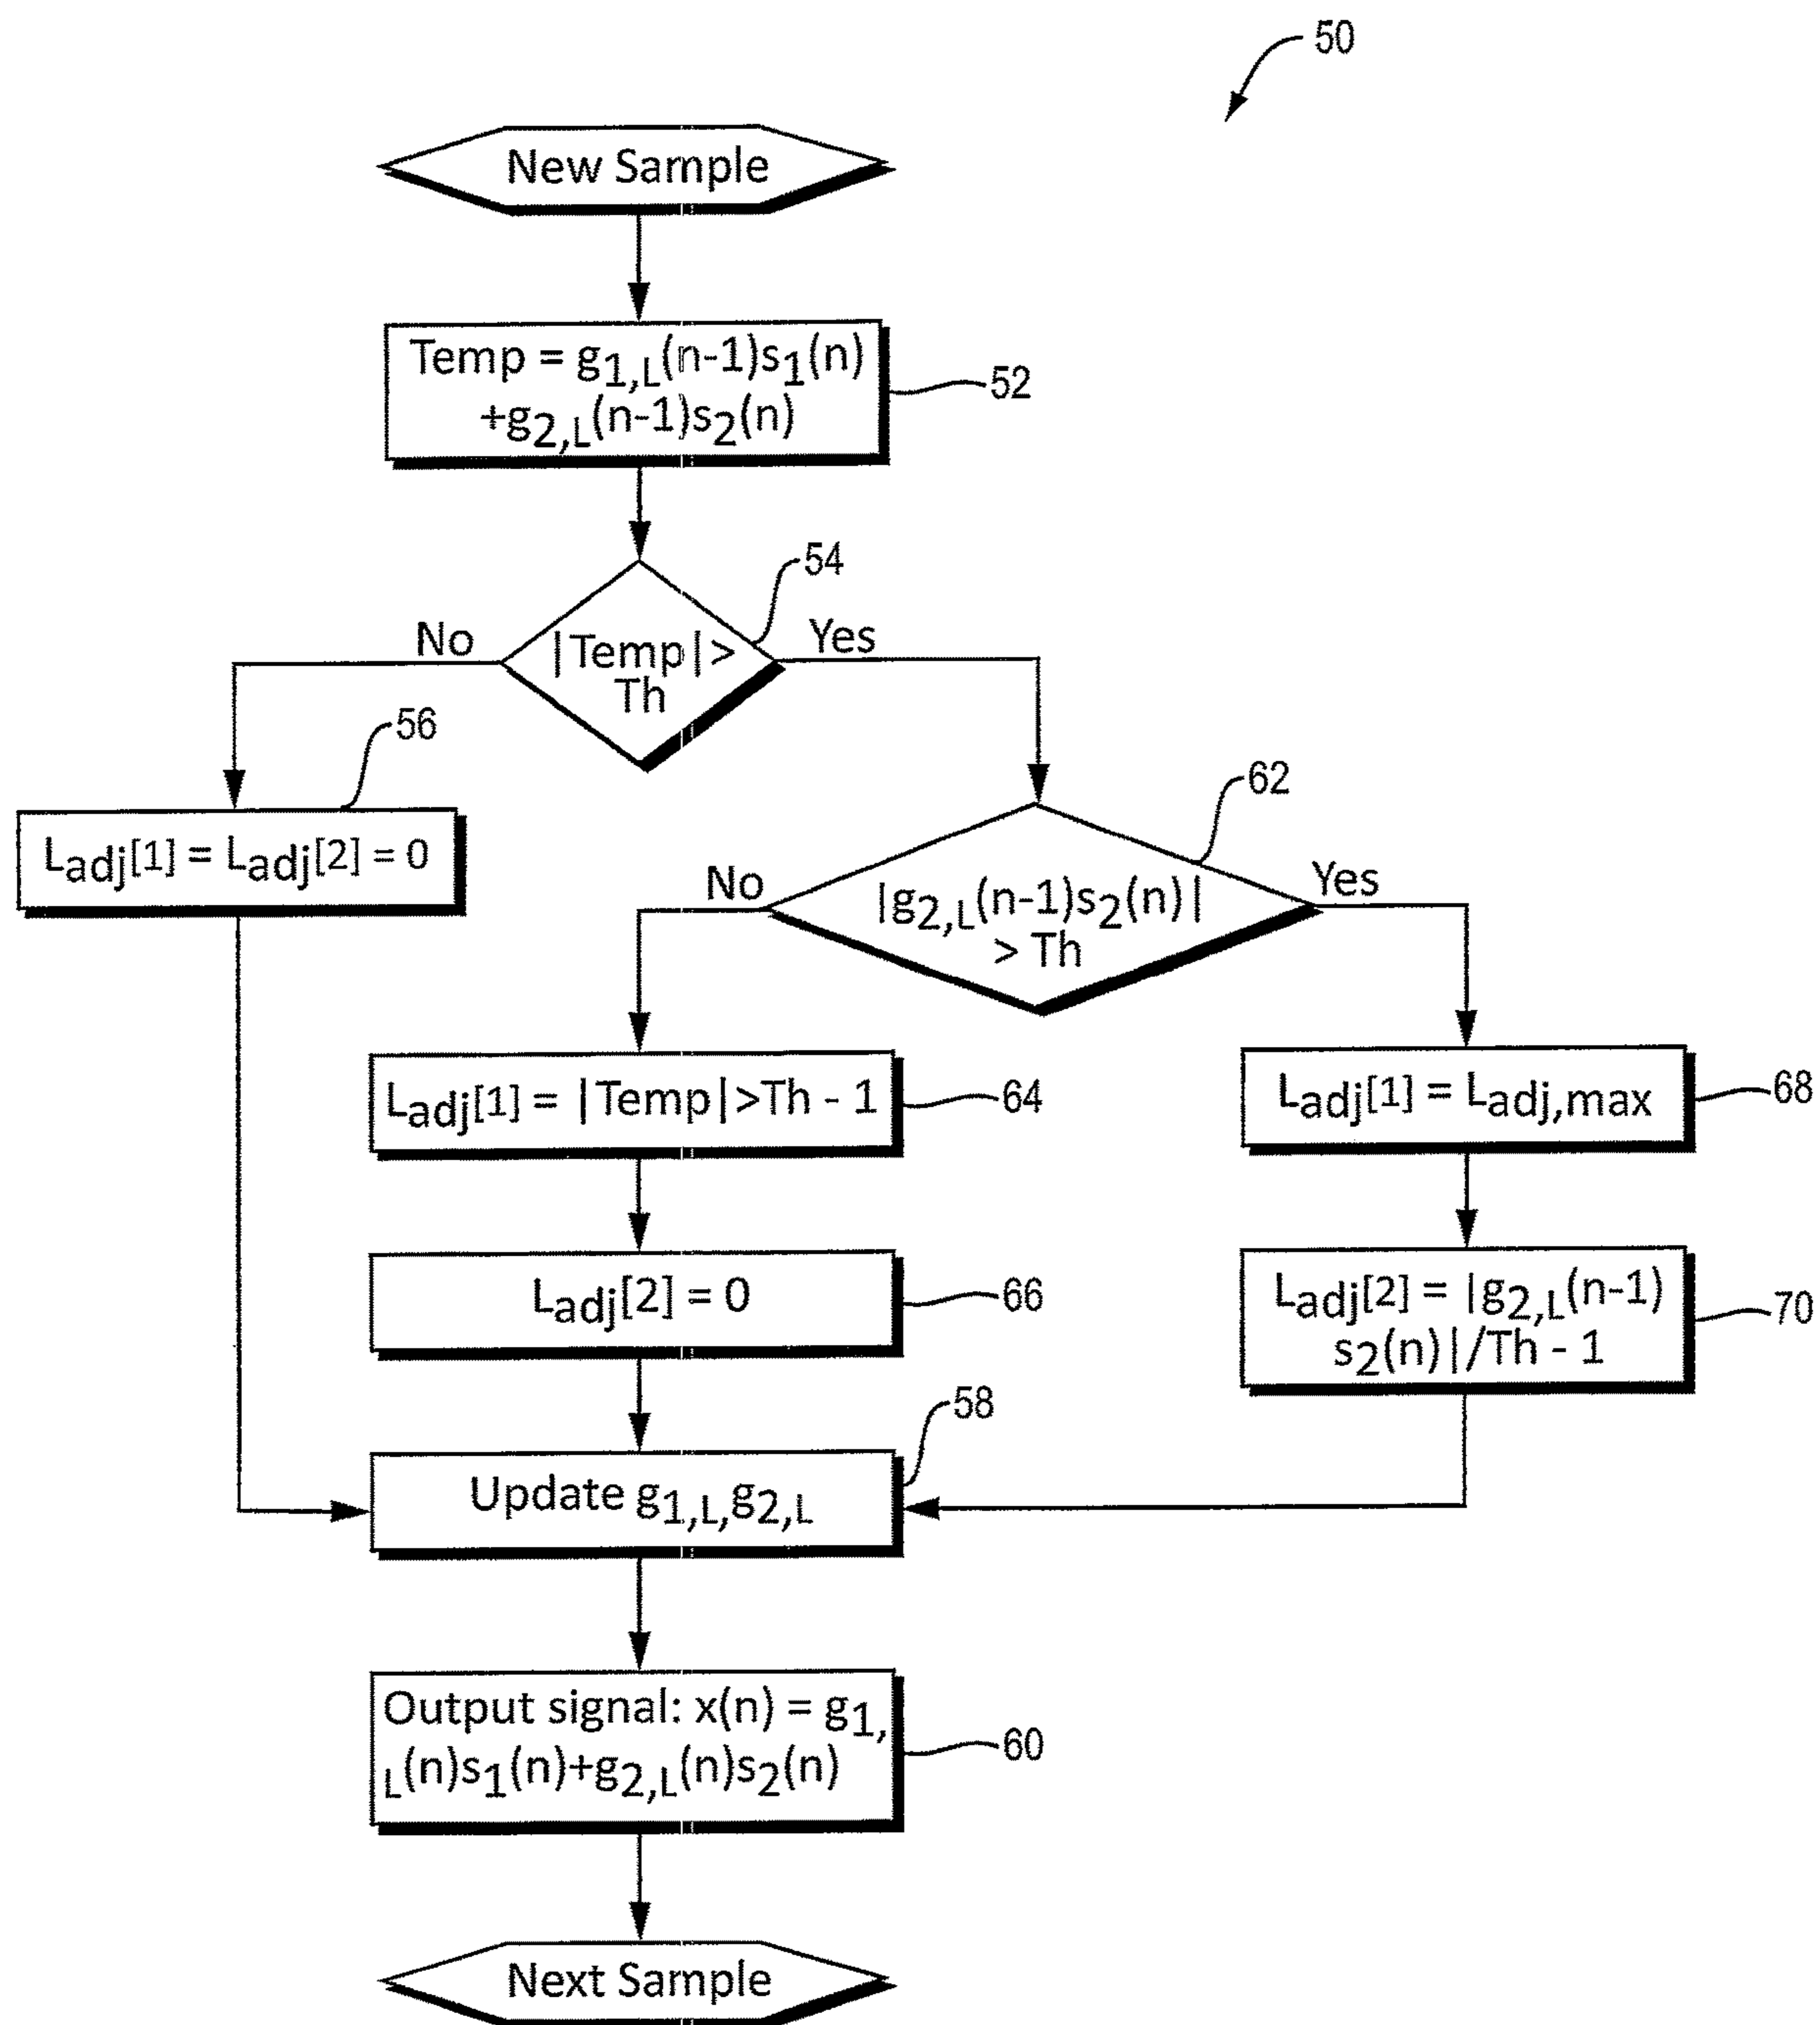 50
New Sample
Temp = g1,L(n-1)s1(n)
+g2,L(n-1)s2(n)
52
54
No
|Temp| >
Th
Yes
56
Ladj[1] = Ladj[2] = 0
62
No
|g2,L(n-1)s2(n)|
> Th
Yes
Ladj[1] = |Temp|>Th - 1
64
Ladj[1] = Ladj,max
68
Ladj[2] = 0
66
Ladj[2] = |g2,L(n-1)
s2(n)|/Th - 1
70
58
Update g1,L,g2,L
Output signal: x(n) = g1,
L(n)s1(n)+g2,L(n)s2(n)
60
Next Sample